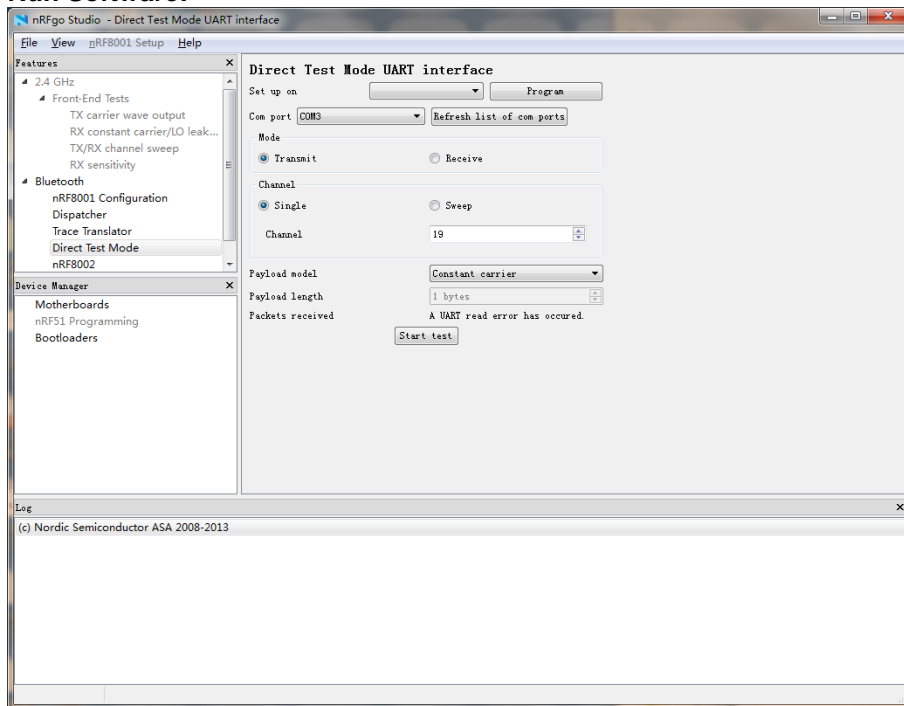 Run Software:
nRFgo Studio - Direct Test Mode UART interface
File View nRF8001 Setup Help
Features
2.4 GHz
Front-End Tests
TX carrier wave output
RX constant carrier/LO leak...
TX/RX channel sweep
RX sensitivity
Bluetooth
nRF8001 Configuration
Dispatcher
Trace Translator
Direct Test Mode
nRF8002
Device Manager
Motherboards
nRF51 Programming
Bootloaders
Direct Test Mode UART interface
Set up on Program
Com port COM3 Refresh list of com ports
Mode
Transmit Receive
Channel
Single Sweep
Channel 19
Payload model Constant carrier
Payload length 1 bytes
Packets received A UART read error has occured.
Start test
Log
(c) Nordic Semiconductor ASA 2008-2013